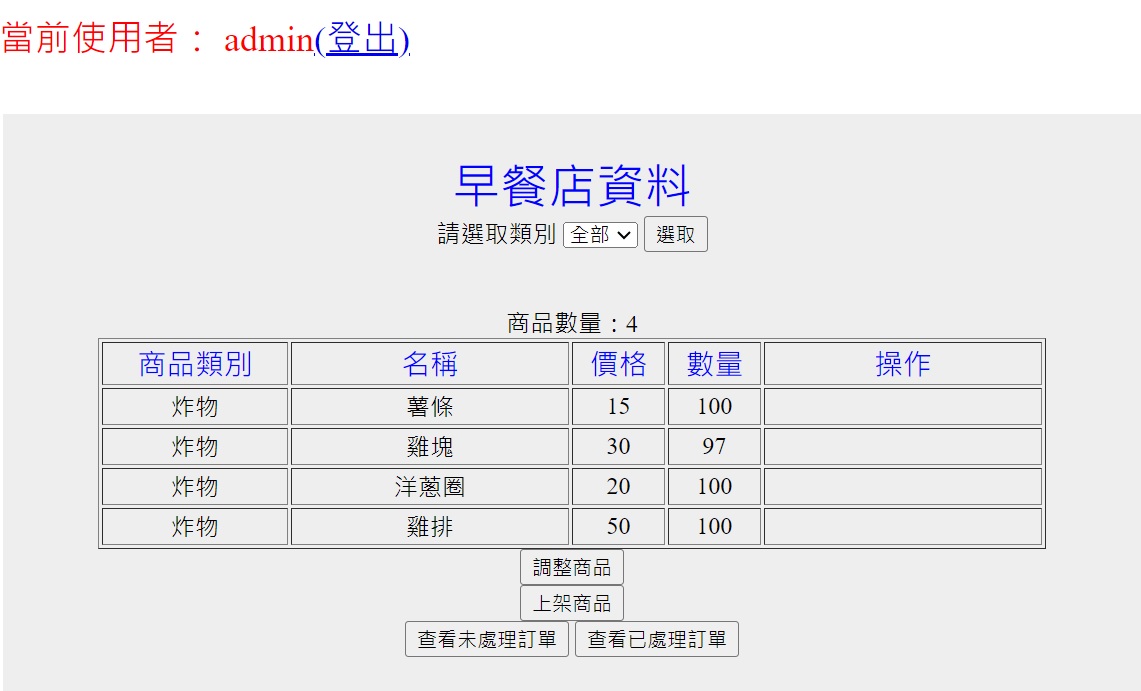 當前使用者： admin(登出)
早餐店資料
請選取類別 全部 選取
商品數量：4
商品類別 名稱 價格 數量 操作
炸物 薯條 15 100
炸物 雞塊 30 97
炸物 洋蔥圈 20 100
炸物 雞排 50 100
調整商品
上架商品
查看未處理訂單 查看已處理訂單